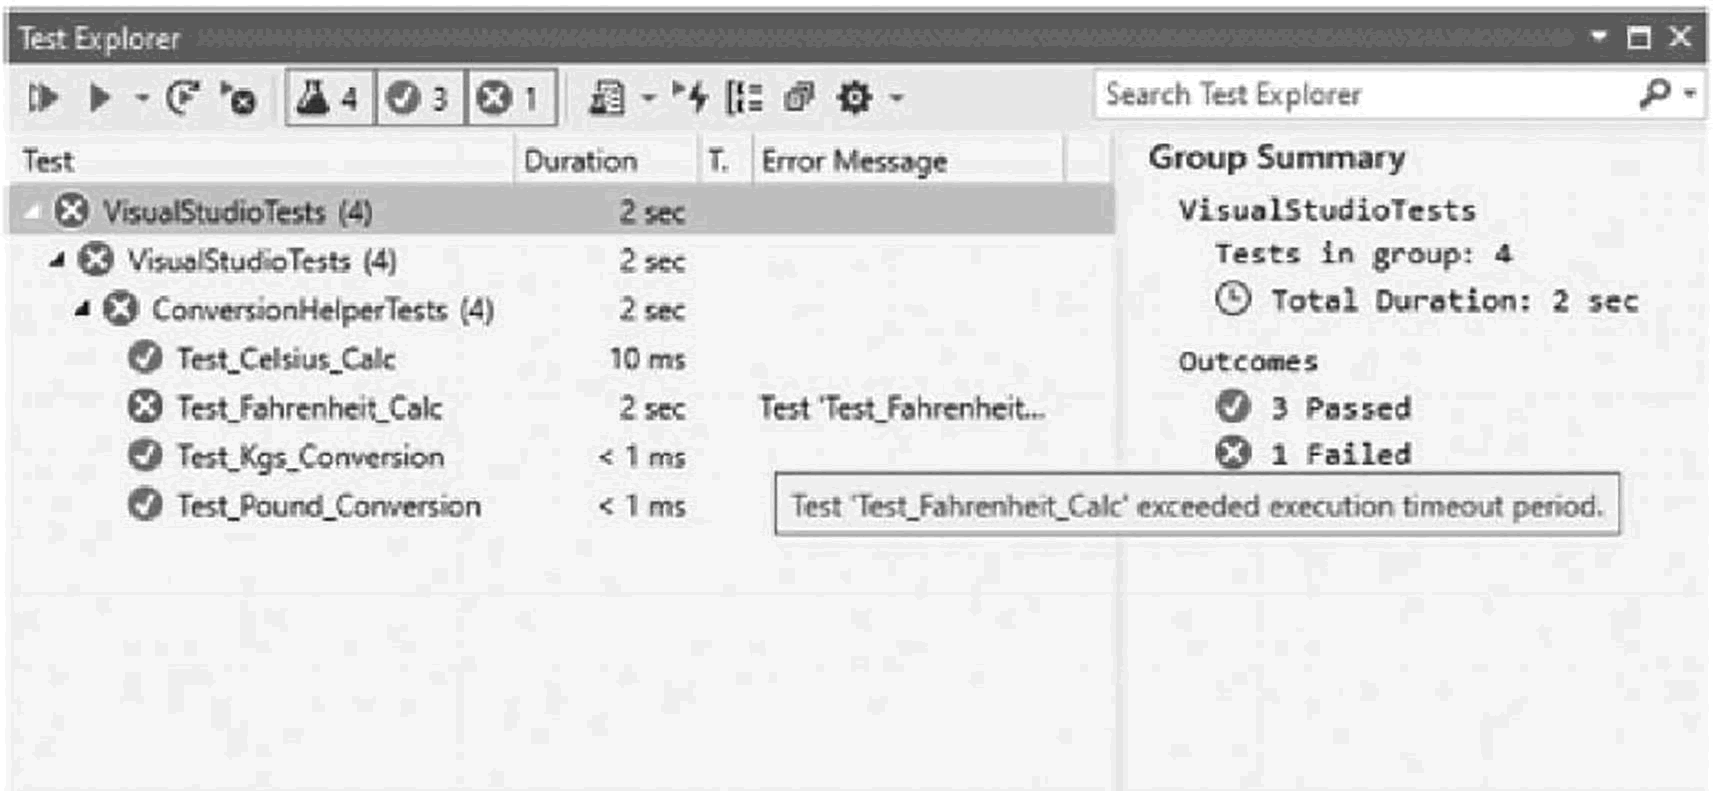 Test Explorer
4 3 1
Search Test Explorer
Test Duration T. Error Message
VisualStudioTests (4) 2 sec
VisualStudioTests (4) 2 sec
ConversionHelperTests (4) 2 sec
Test_Celsius_Calc 10 ms
Test_Fahrenheit_Calc 2 sec Test 'Test_Fahrenheit...
Test_Kgs_Conversion < 1 ms
Test_Pound_Conversion < 1 ms
Test 'Test_Fahrenheit_Calc' exceeded execution timeout period.
Group Summary
VisualStudioTests
Tests in group: 4
Total Duration: 2 sec
Outcomes
3 Passed
1 Failed